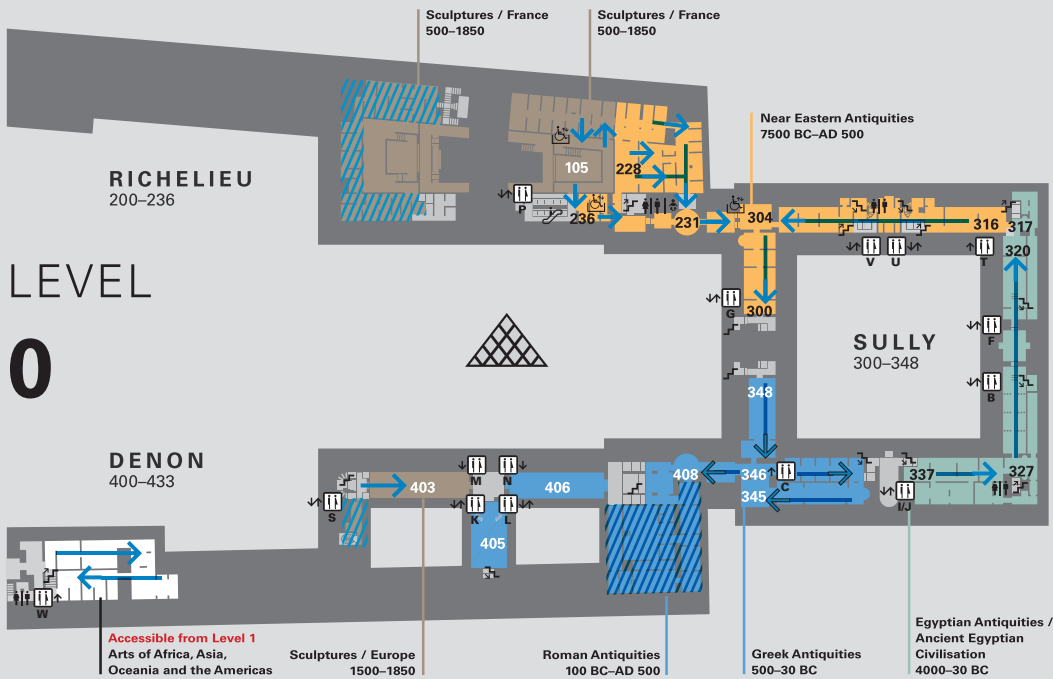 Sculptures / France
500–1850
Sculptures / France
500–1850
Near Eastern Antiquities
7500 BC–AD 500
RICHELIEU
200–236
105
228
P
236
231
304
316
317
320
V
U
T
LEVEL
0
G
300
SULLY
300–348
F
B
348
DENON
400–433
M
N
403
406
408
346
C
345
337
327
I/J
S
K
L
405
W
Accessible from Level 1
Arts of Africa, Asia,
Oceania and the Americas
Sculptures / Europe
1500–1850
Roman Antiquities
100 BC–AD 500
Greek Antiquities
500–30 BC
Egyptian Antiquities /
Ancient Egyptian
Civilisation
4000–30 BC